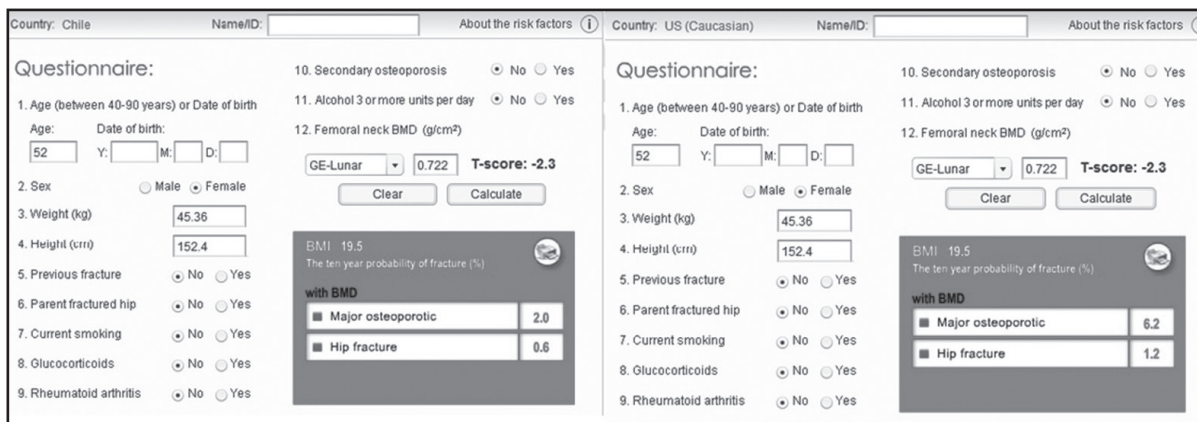 Country: Chile Name/ID: About the risk factors i
Questionnaire:
1. Age (between 40-90 years) or Date of birth
Age: Date of birth:
52 Y: M: D:
2. Sex Male Female
3. Weight (kg) 45.36
4. Height (cm) 152.4
5. Previous fracture No Yes
6. Parent fractured hip No Yes
7. Current smoking No Yes
8. Glucocorticoids No Yes
9. Rheumatoid arthritis No Yes
10. Secondary osteoporosis No Yes
11. Alcohol 3 or more units per day No Yes
12. Femoral neck BMD (g/cm²)
GE-Lunar 0.722 T-score: -2.3
Clear Calculate
BMI 19.5
The ten year probability of fracture (%)
with BMD
Major osteoporotic 2.0
Hip fracture 0.6
Country: US (Caucasian) Name/ID: About the risk factors
Questionnaire:
1. Age (between 40-90 years) or Date of birth
Age: Date of birth:
52 Y: M: D:
2. Sex Male Female
3. Weight (kg) 45.36
4. Height (cm) 152.4
5. Previous fracture No Yes
6. Parent fractured hip No Yes
7. Current smoking No Yes
8. Glucocorticoids No Yes
9. Rheumatoid arthritis No Yes
10. Secondary osteoporosis No Yes
11. Alcohol 3 or more units per day No Yes
12. Femoral neck BMD (g/cm²)
GE-Lunar 0.722 T-score: -2.3
Clear Calculate
BMI 19.5
The ten year probability of fracture (%)
with BMD
Major osteoporotic 6.2
Hip fracture 1.2